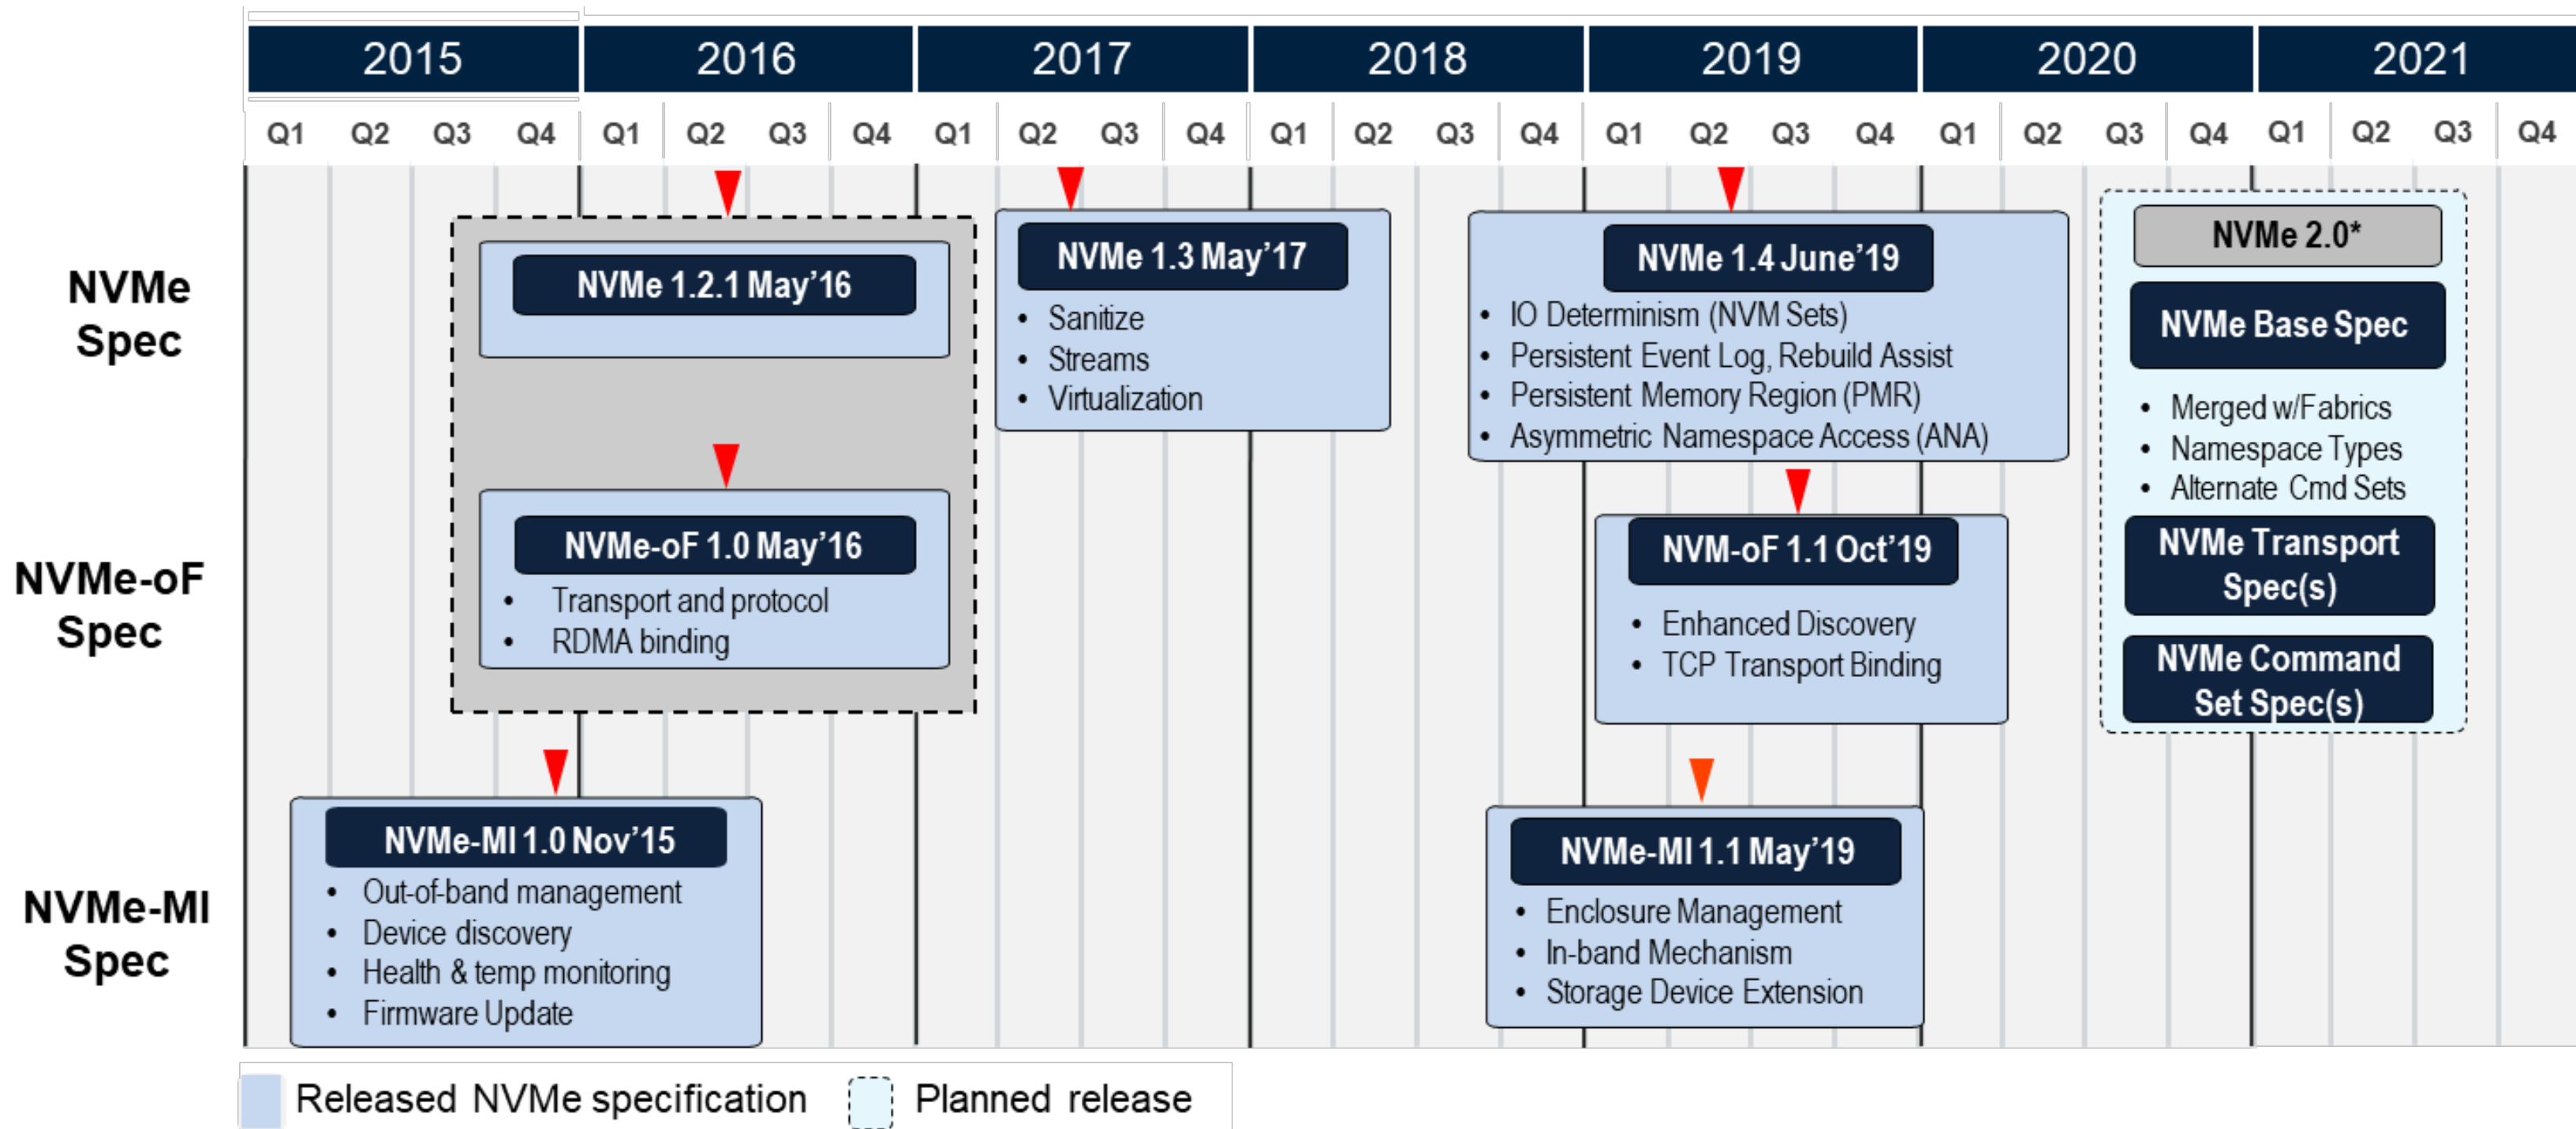 2015 2016 2017 2018 2019 2020 2021
Q1 Q2 Q3 Q4 Q1 Q2 Q3 Q4 Q1 Q2 Q3 Q4 Q1 Q2 Q3 Q4 Q1 Q2 Q3 Q4 Q1 Q2 Q3 Q4 Q1 Q2 Q3 Q4
NVMe
Spec
NVMe 1.2.1 May’16
NVMe 1.3 May’17
• Sanitize
• Streams
• Virtualization
NVMe 1.4 June’19
• IO Determinism (NVM Sets)
• Persistent Event Log, Rebuild Assist
• Persistent Memory Region (PMR)
• Asymmetric Namespace Access (ANA)
NVMe 2.0*
NVMe Base Spec
• Merged w/Fabrics
• Namespace Types
• Alternate Cmd Sets
NVMe Transport
Spec(s)
NVMe Command
Set Spec(s)
NVMe-oF
Spec
NVMe-oF 1.0 May’16
• Transport and protocol
• RDMA binding
NVM-oF 1.1 Oct’19
• Enhanced Discovery
• TCP Transport Binding
NVMe-MI
Spec
NVMe-MI 1.0 Nov’15
• Out-of-band management
• Device discovery
• Health & temp monitoring
• Firmware Update
NVMe-MI 1.1 May’19
• Enclosure Management
• In-band Mechanism
• Storage Device Extension
Released NVMe specification
Planned release